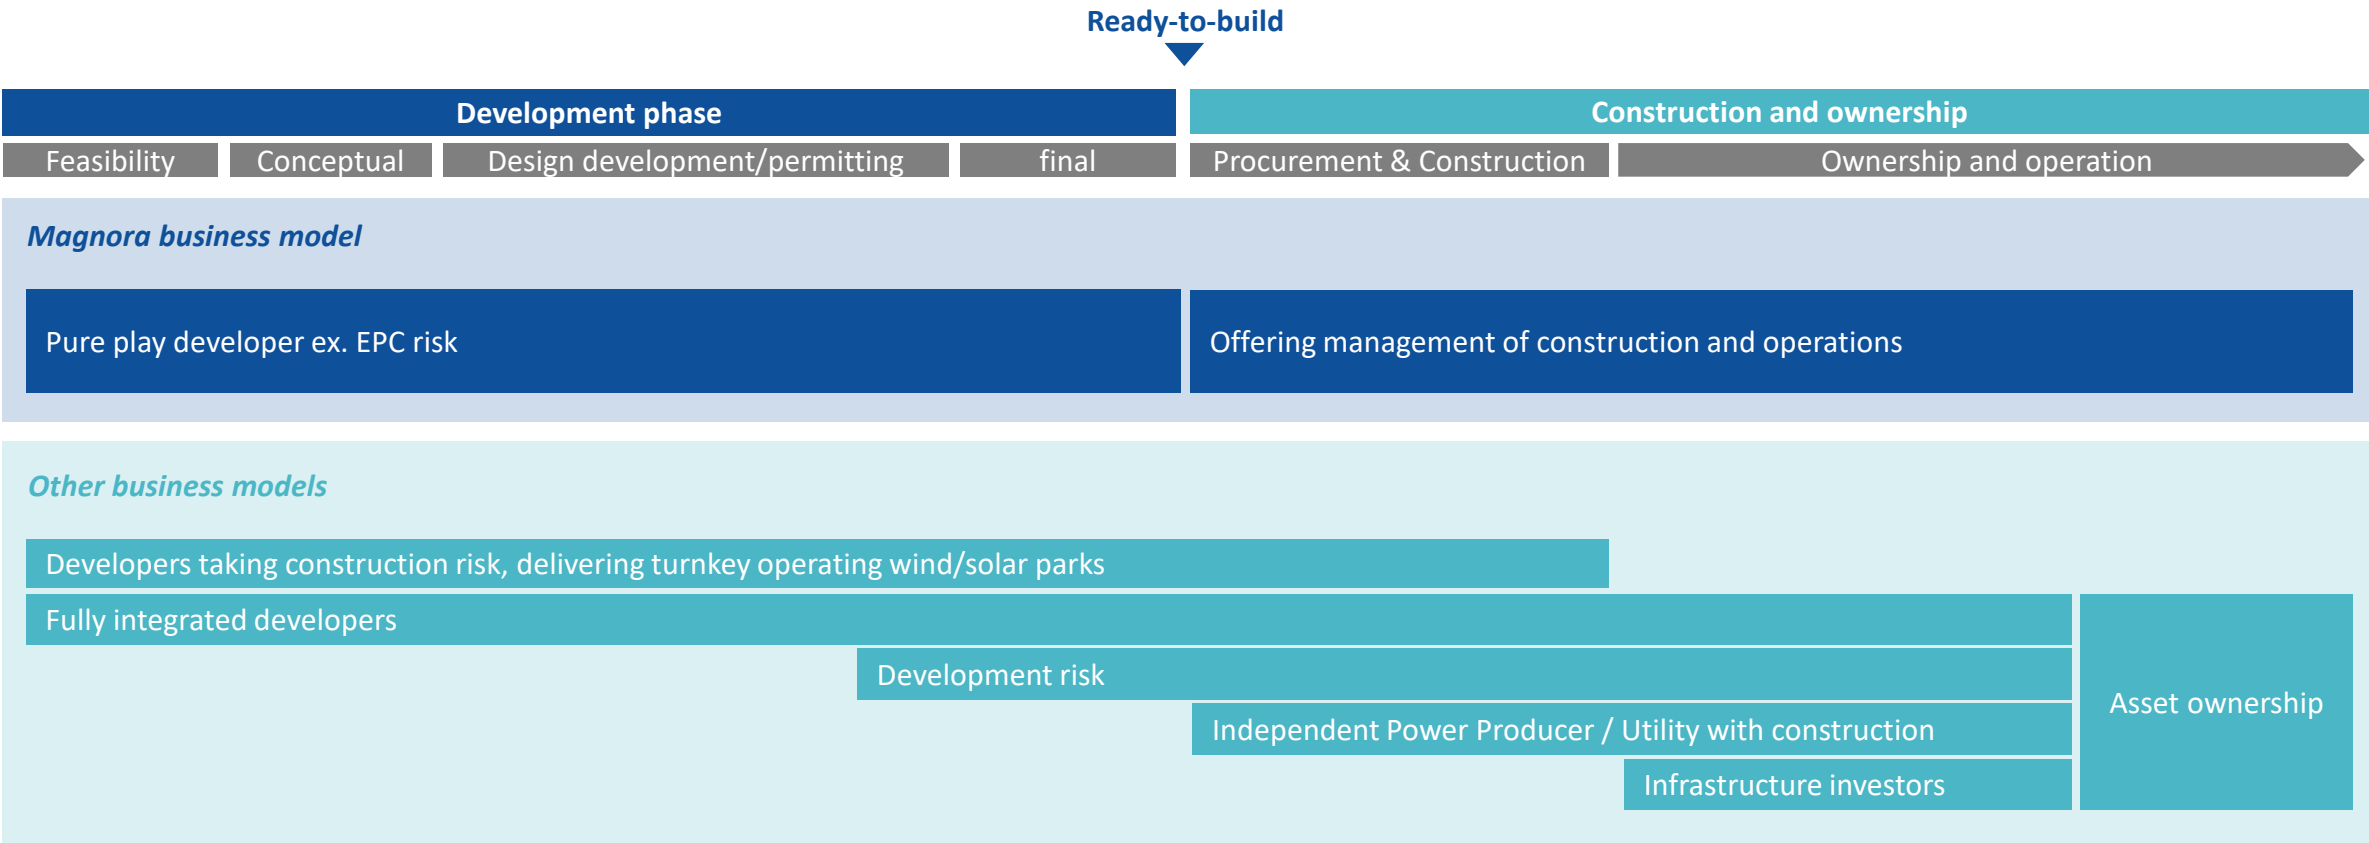 Ready-to-build
Development phase
Construction and ownership
Feasibility
Conceptual
Design development/permitting
final
Procurement & Construction
Ownership and operation
Magnora business model
Pure play developer ex. EPC risk
Offering management of construction and operations
Other business models
Developers taking construction risk, delivering turnkey operating wind/solar parks
Fully integrated developers
Development risk
Independent Power Producer / Utility with construction
Infrastructure investors
Asset ownership